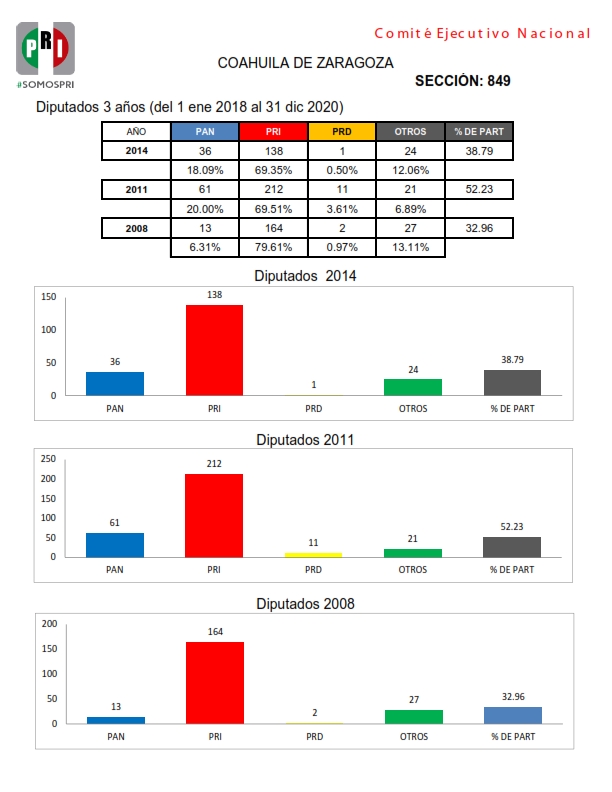 Comité Ejecutivo Nacional
PRI
#SOMOSPRI
COAHUILA DE ZARAGOZA
SECCIÓN: 849
Diputados 3 años (del 1 ene 2018 al 31 dic 2020)
AÑO PAN PRI PRD OTROS % DE PART
2014 36 138 1 24 38.79
18.09% 69.35% 0.50% 12.06%
2011 61 212 11 21 52.23
20.00% 69.51% 3.61% 6.89%
2008 13 164 2 27 32.96
6.31% 79.61% 0.97% 13.11%
Diputados 2014
150
138
100
50
36
1
24
38.79
0
PAN PRI PRD OTROS % DE PART
Diputados 2011
250
212
200
150
100
61
50
11
21
52.23
0
PAN PRI PRD OTROS % DE PART
Diputados 2008
200
164
150
100
50
13
2
27
32.96
0
PAN PRI PRD OTROS % DE PART